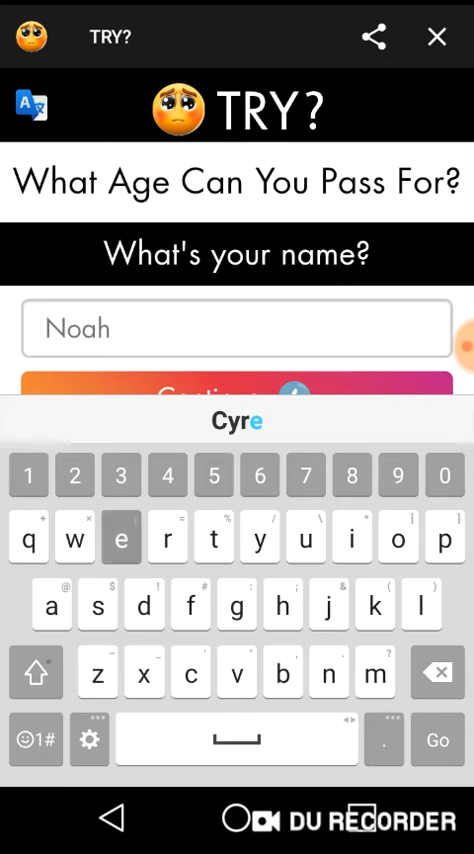 TRY?
TRY?
What Age Can You Pass For?
What's your name?
Noah
Cyre
1 2 3 4 5 6 7 8 9 0
q w e r t y u i o p
a s d f g h j k l
z x c v b n m
1# . Go
DU RECORDER